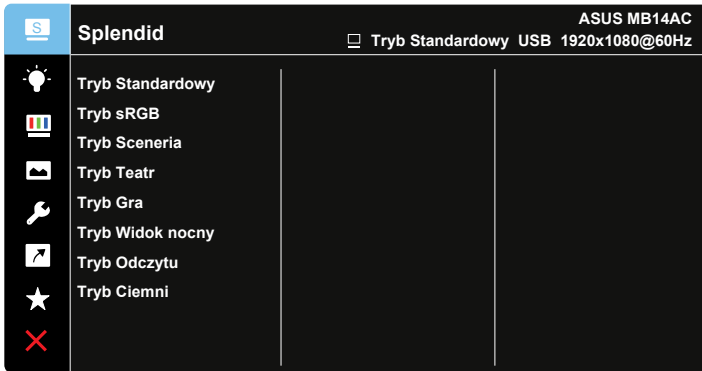 S
Splendid
ASUS MB14AC
Tryb Standardowy USB 1920x1080@60Hz
Tryb Standardowy
Tryb sRGB
Tryb Sceneria
Tryb Teatr
Tryb Gra
Tryb Widok nocny
Tryb Odczytu
Tryb Ciemni